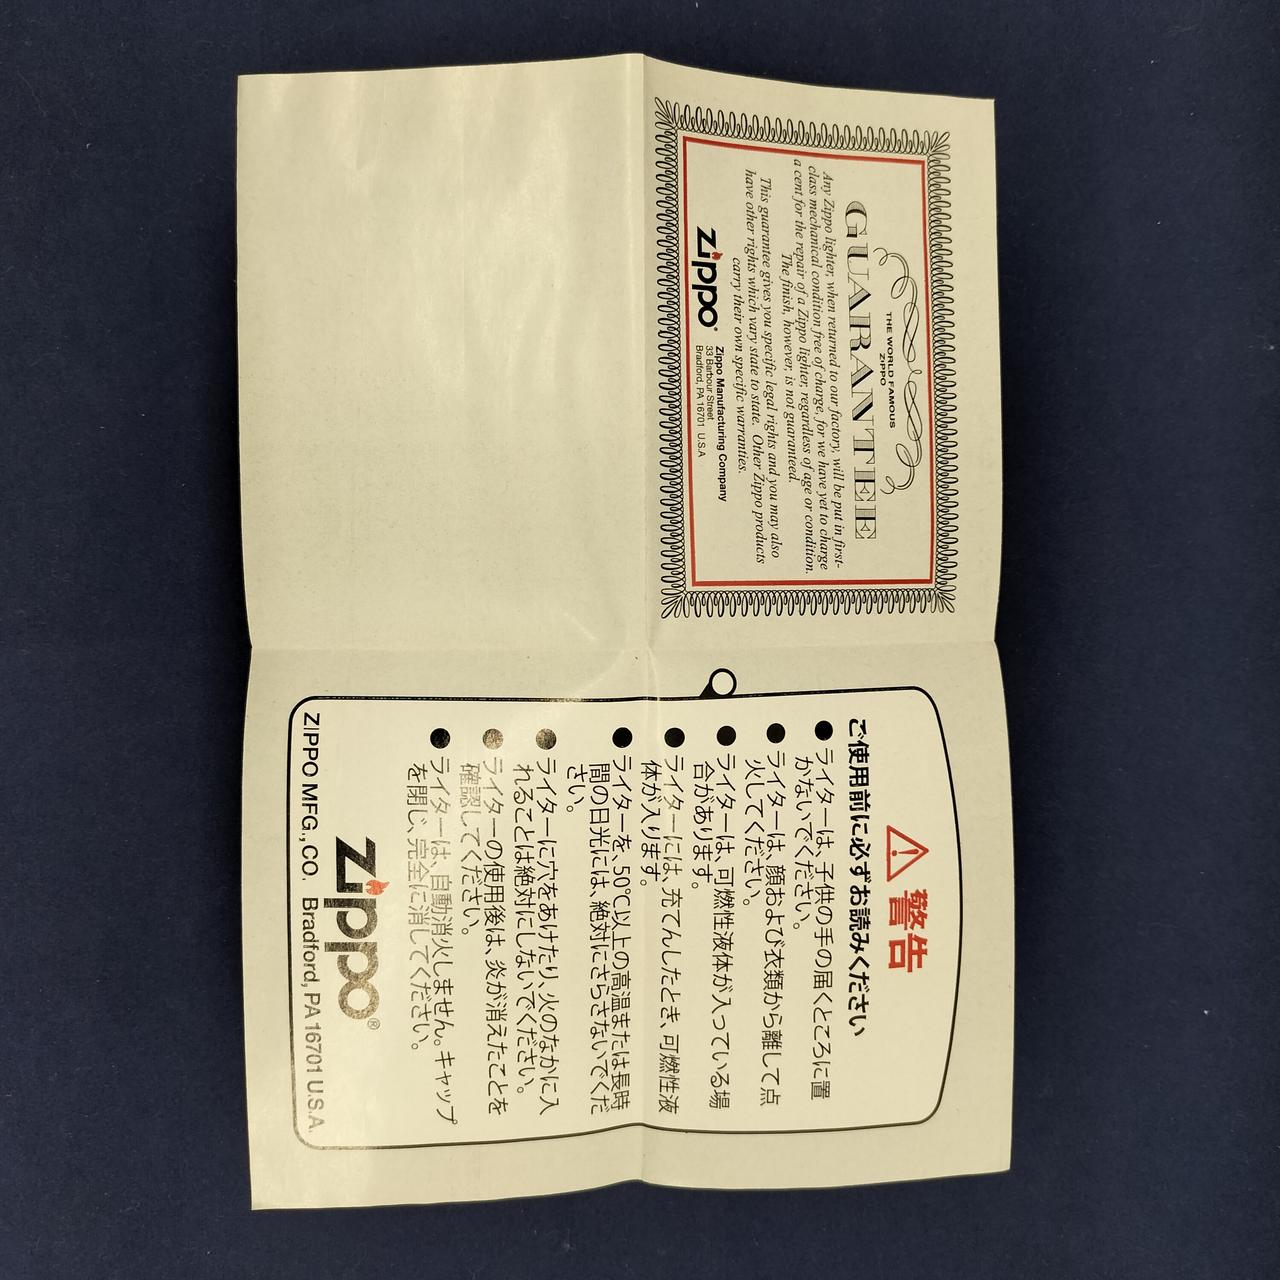 THE WORLD FAMOUS
ZIPPO
GUARANTEE
Any Zippo lighter, when returned to our factory, will be put in first-
class mechanical condition free of charge, for we have yet to charge
a cent for the repair of a Zippo lighter, regardless of age or condition.
The finish, however, is not guaranteed.
This guarantee gives you specific legal rights and you may also
have other rights which vary state to state. Other Zippo products
carry their own specific warranties.
Zippo®
Zippo Manufacturing Company
33 Barbour Street
Bradford, PA 16701 U.S.A
警告
ご使用前に必ずお読みください
●ライターは、子供の手の届くところに置
かないでください。
●ライターは、顔および衣類から離して点
火してください。
●ライターは、可燃性液体が入っている場
合があります。
●ライターには、充てんしたとき、可燃性液
体が入ります。
●ライターを、50℃以上の高温または長時
間の日光には、絶対にさらさないでくだ
さい。
●ライターに穴をあけたり、火のなかに入
れることは絶対にしないでください。
●ライターの使用後は、炎が消えたことを
確認してください。
●ライターは、自動消火しません。キャップ
を閉じ、完全に消してください。
Zippo®
ZIPPO MFG., CO. Bradford, PA 16701 U.S.A.